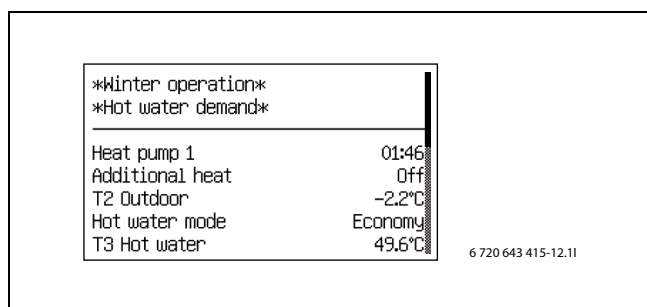 *Winter operation*
*Hot water demand*
Heat pump 1 01:46
Additional heat Off
T2 Outdoor -2.2°C
Hot water mode Economy
T3 Hot water 49.6°C
6 720 643 415-12.1I